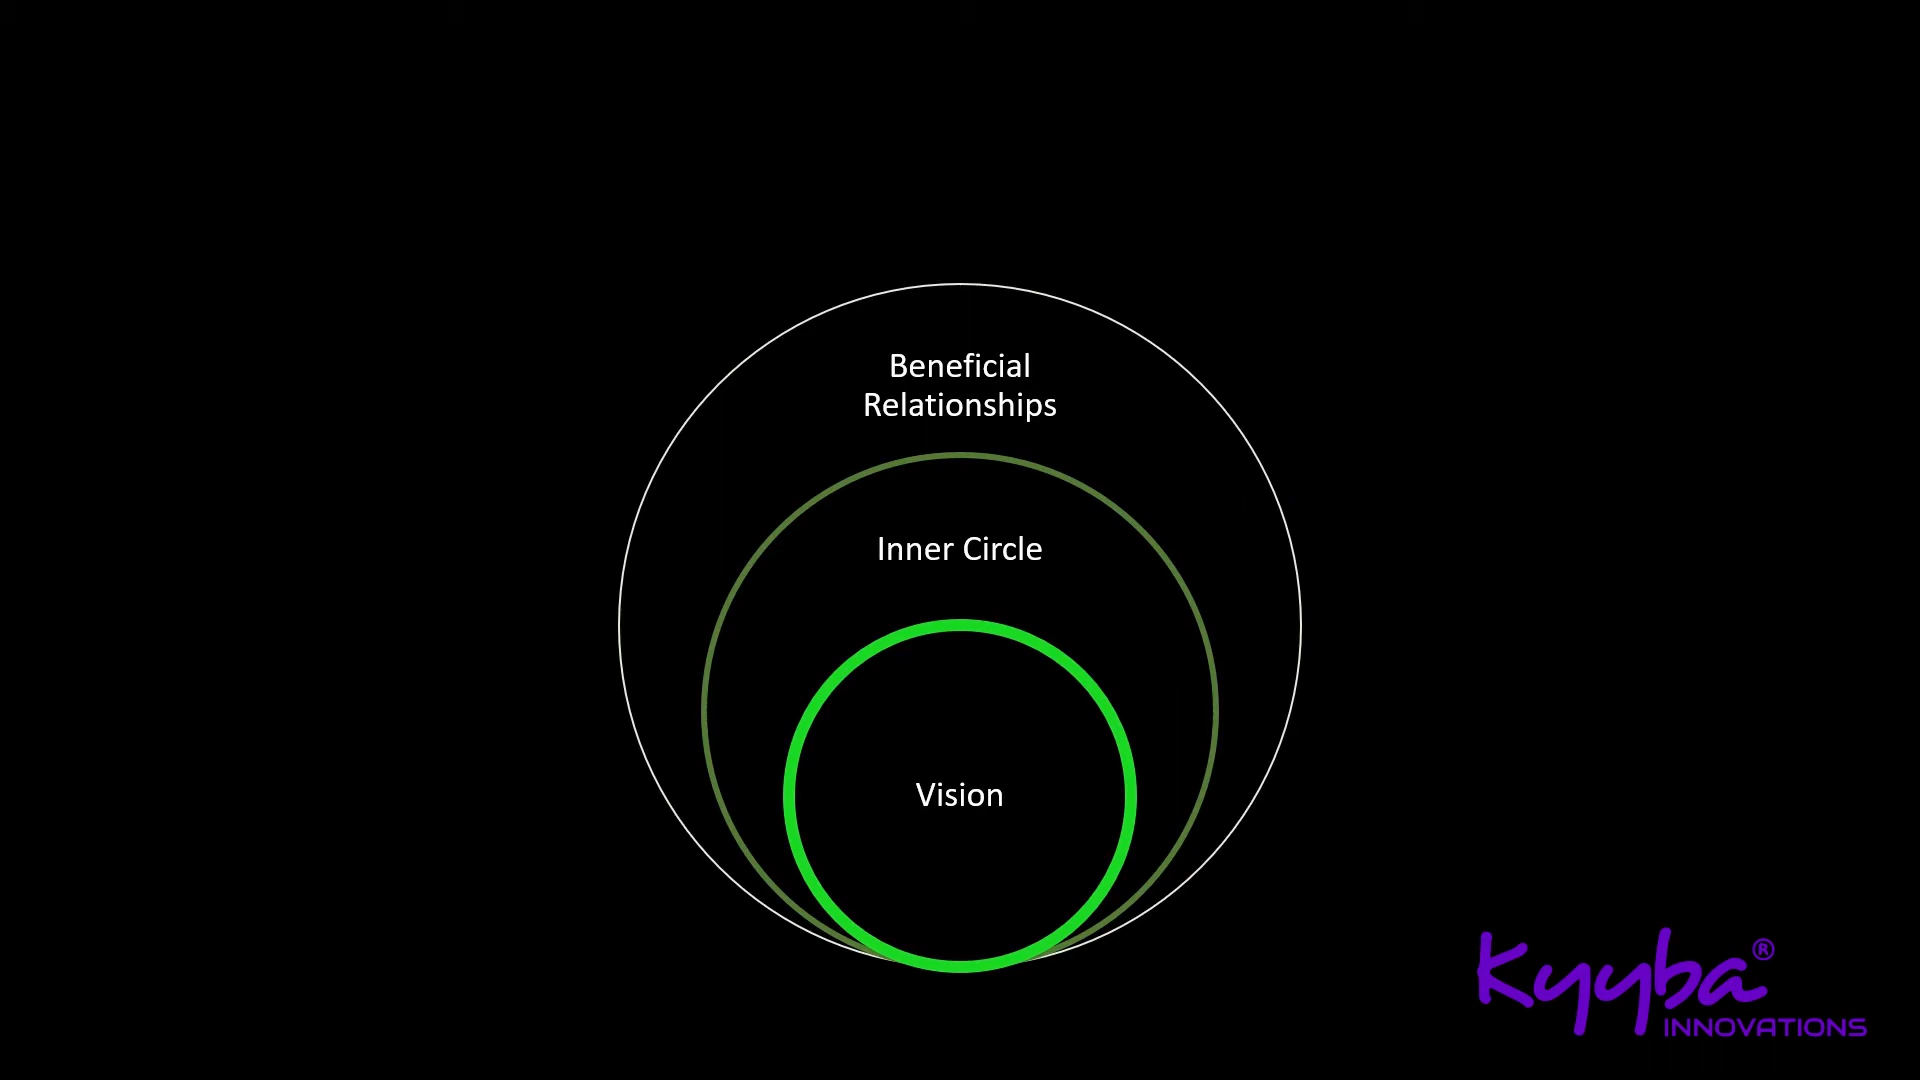 Beneficial
Relationships
Inner Circle
Vision
Kyyba®
INNOVATIONS